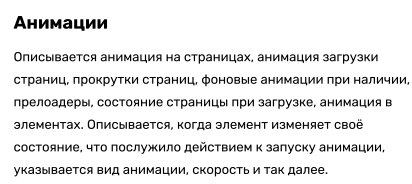 Анимации
Описывается анимация на страницах, анимация загрузки
страниц, прокрутки страниц, фоновые анимации при наличии,
прелоадеры, состояние страницы при загрузке, анимация в
элементах. Описывается, когда элемент изменяет своё
состояние, что послужило действием к запуску анимации,
указывается вид анимации, скорость и так далее.